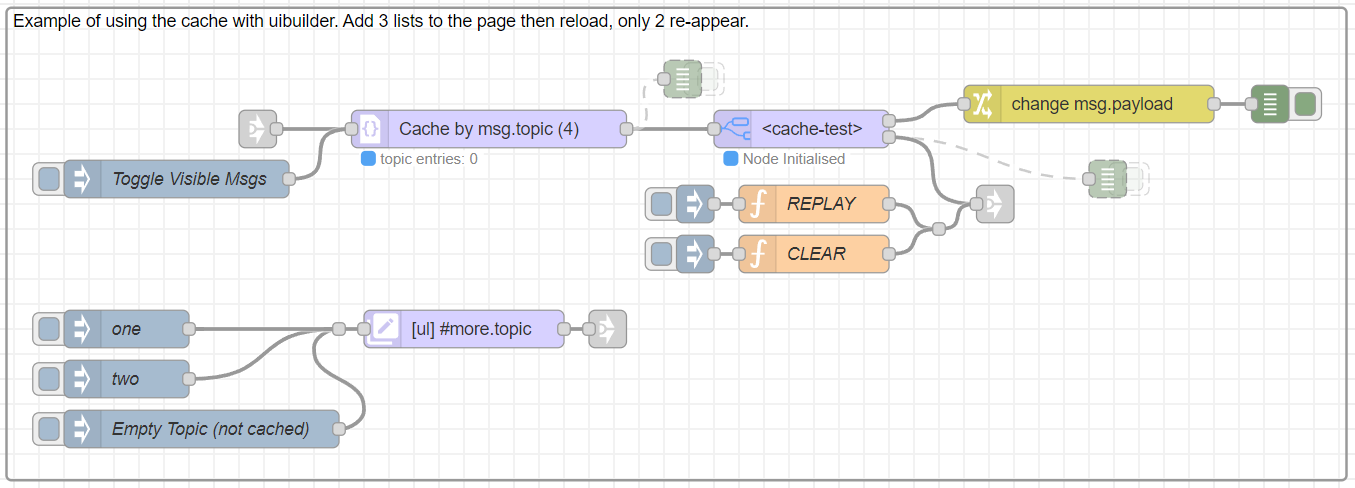 Example of using the cache with uibuilder. Add 3 lists to the page then reload, only 2 re-appear.
change msg.payload
Cache by msg.topic (4)
<cache-test>
topic entries: 0
Node Initialised
Toggle Visible Msgs
REPLAY
CLEAR
one
[ul] #more.topic
two
Empty Topic (not cached)